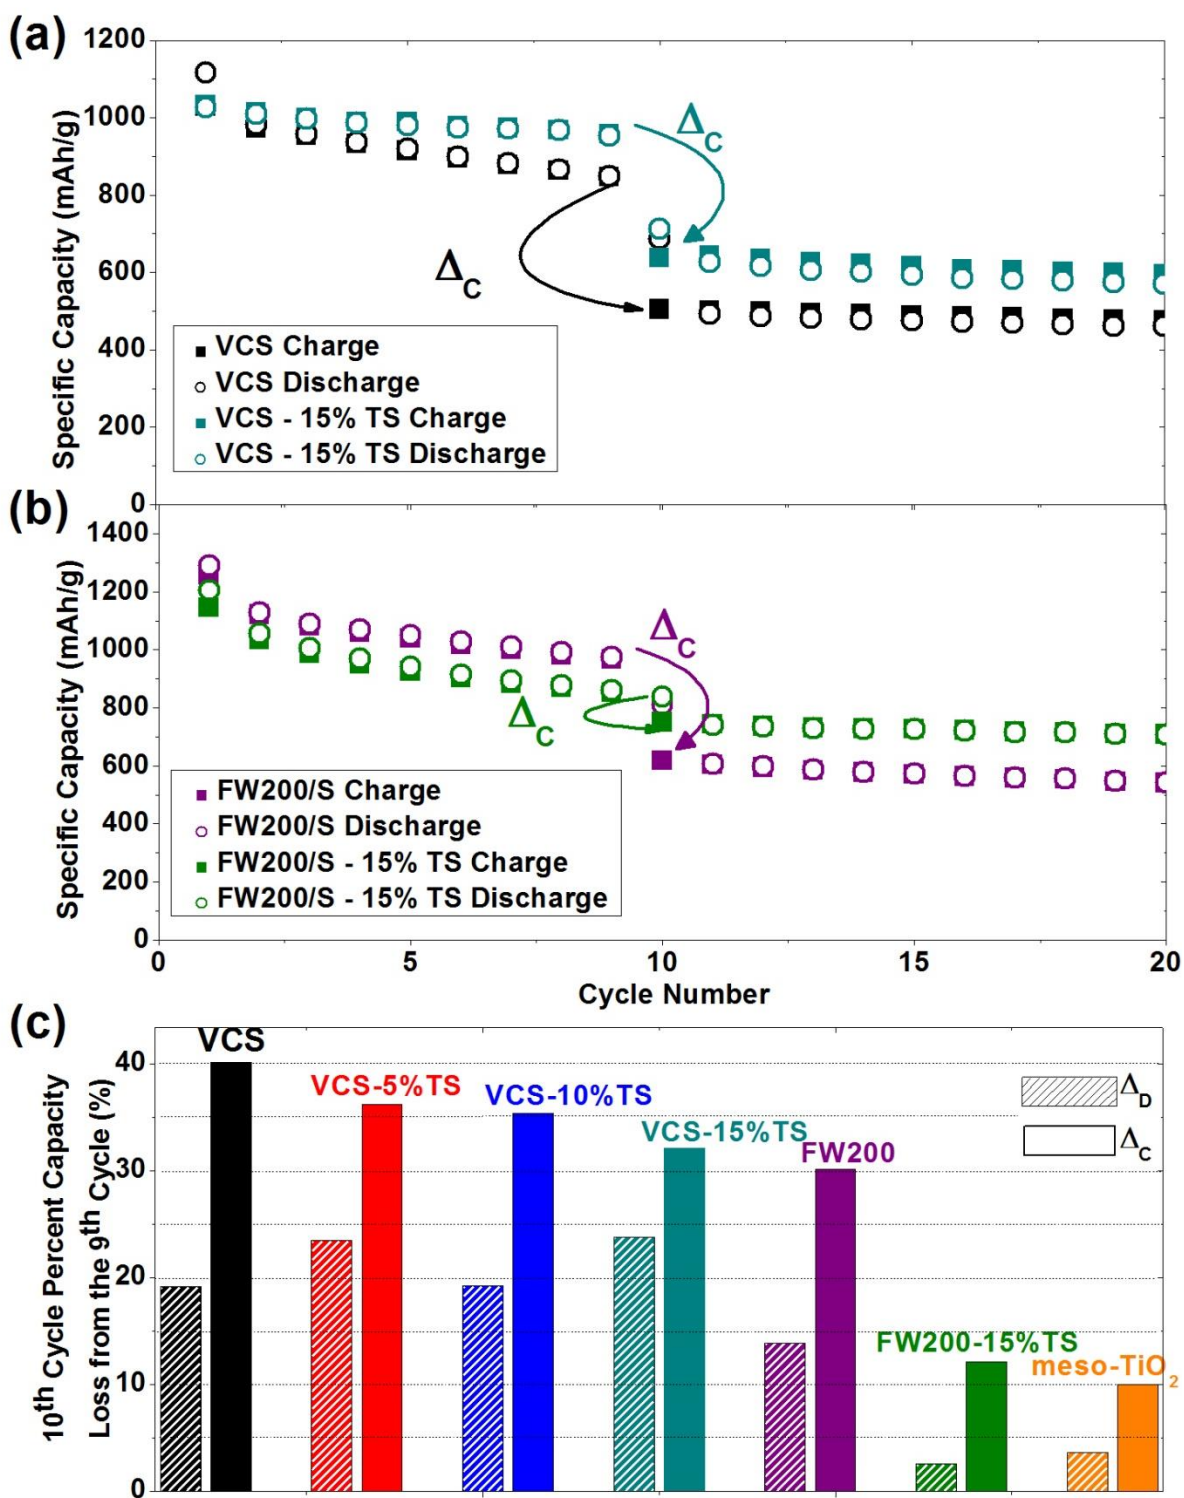 (a)
Specific Capacity (mAh/g)
1200
1000
800
600
400
200
0
ΔC
ΔC
VCS Charge
VCS Discharge
VCS - 15% TS Charge
VCS - 15% TS Discharge
(b)
Specific Capacity (mAh/g)
1400
1200
1000
800
600
400
200
0
ΔC
ΔC
FW200/S Charge
FW200/S Discharge
FW200/S - 15% TS Charge
FW200/S - 15% TS Discharge
0 5 10 15 20
Cycle Number
(c)
10th Cycle Percent Capacity
Loss from the 9th Cycle (%)
40
30
20
10
0
VCS
VCS-5%TS
VCS-10%TS
VCS-15%TS
FW200
FW200-15%TS
meso-TiO2
ΔD
ΔC